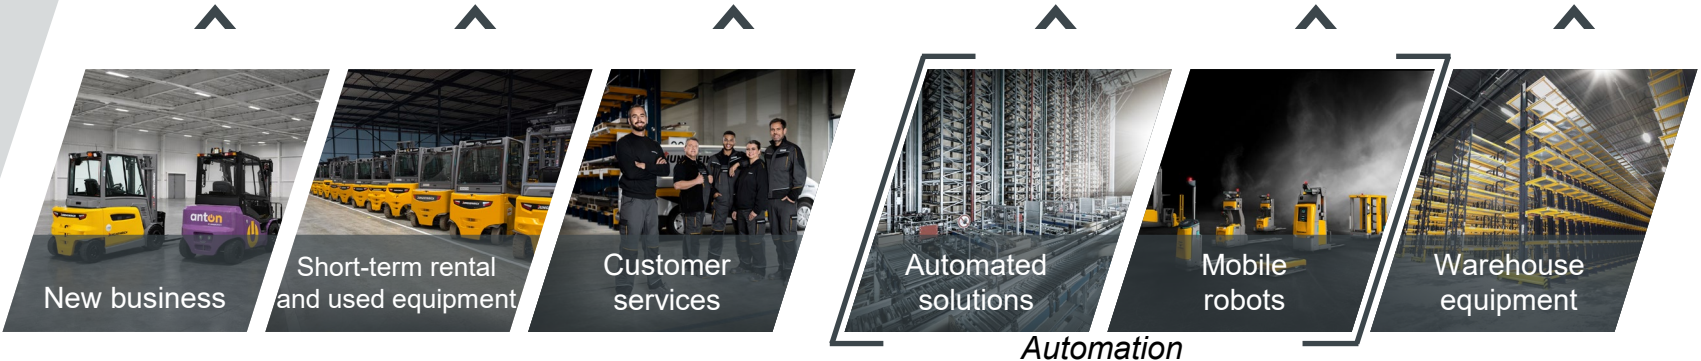 anton
New business
Short-term rental
and used equipment
Customer
services
Automated
solutions
Mobile
robots
Warehouse
equipment
Automation